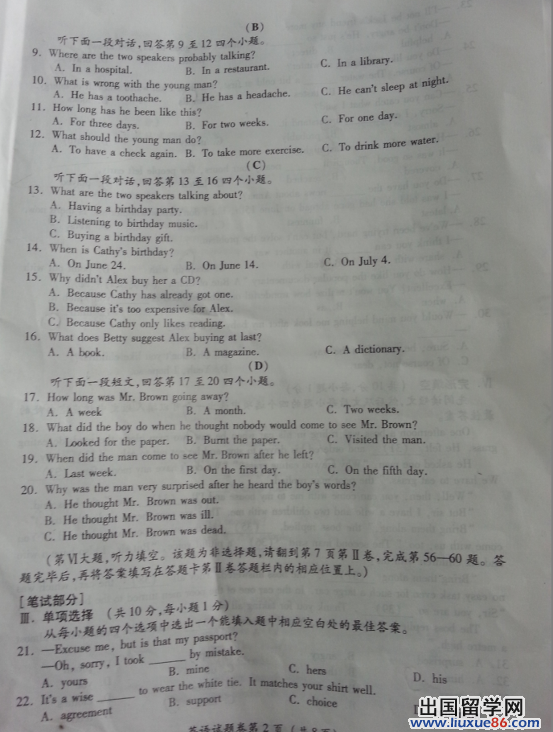 (B)
听下面一段对话,回答第9至12四个小题。
9. Where are the two speakers probably talking?
A. In a hospital. B. In a restaurant. C. In a library.
10. What is wrong with the young man?
A. He has a toothache. B. He has a headache. C. He can't sleep at night.
11. How long has he been like this?
A. For three days. B. For two weeks. C. For one day.
12. What should the young man do?
A. To have a check again. B. To take more exercise. C. To drink more water.
(C)
听下面一段对话,回答第13至16四个小题。
13. What are the two speakers talking about?
A. Having a birthday party.
B. Listening to birthday music.
C. Buying a birthday gift.
14. When is Cathy's birthday?
A. On June 24. B. On June 14. C. On July 4.
15. Why didn't Alex buy her a CD?
A. Because Cathy has already got one.
B. Because it's too expensive for Alex.
C. Because Cathy only likes reading.
16. What does Betty suggest Alex buying at last?
A. A book. B. A magazine. C. A dictionary.
(D)
听下面一段短文,回答第17至20四个小题。
17. How long was Mr. Brown going away?
A. A week B. A month. C. Two weeks.
18. What did the boy do when he thought nobody would come to see Mr. Brown?
A. Looked for the paper. B. Burnt the paper. C. Visited the man.
19. When did the man come to see Mr. Brown after he left?
A. Last week. B. On the first day. C. On the fifth day.
20. Why was the man very surprised after he heard the boy's words?
A. He thought Mr. Brown was out.
B. He thought Mr. Brown was ill.
C. He thought Mr. Brown was dead.
(第Ⅵ大题,听力填空。该题为非选择题,请翻到第7页第Ⅱ卷,完成第56—60题。答
题完毕后,再将答案填写在答题卡第Ⅱ卷答题栏内的相应位置上。)
[笔试部分]
Ⅲ. 单项选择 (共10分,每小题1分)
从每小题的四个选项中选出一个能填入题中相应空白处的最佳答案。
21. —Excuse me, but is that my passport?
—Oh, sorry, I took ______ by mistake.
A. yours B. mine C. hers D. his
22. It's a wise ______ to wear the white tie. It matches your shirt well.
A. agreement B. support C. choice
英语试题卷第2页
出国留学网
www.liuxue86.com